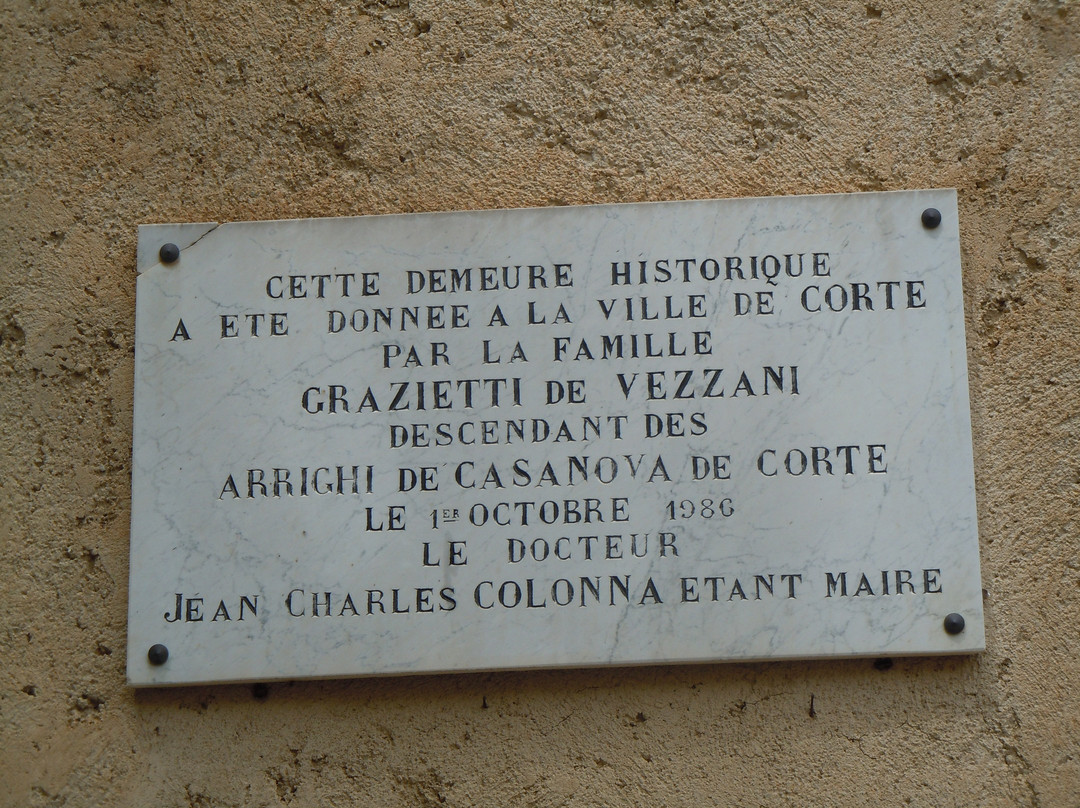 CETTE DEMEURE HISTORIQUE
A ETE DONNEE A LA VILLE DE CORTE
PAR LA FAMILLE
GRAZIETTI DE VEZZANI
DESCENDANT DES
ARRIGHI DE CASANOVA DE CORTE
LE 1ER OCTOBRE 1986
LE DOCTEUR
JEAN CHARLES COLONNA ETANT MAIRE